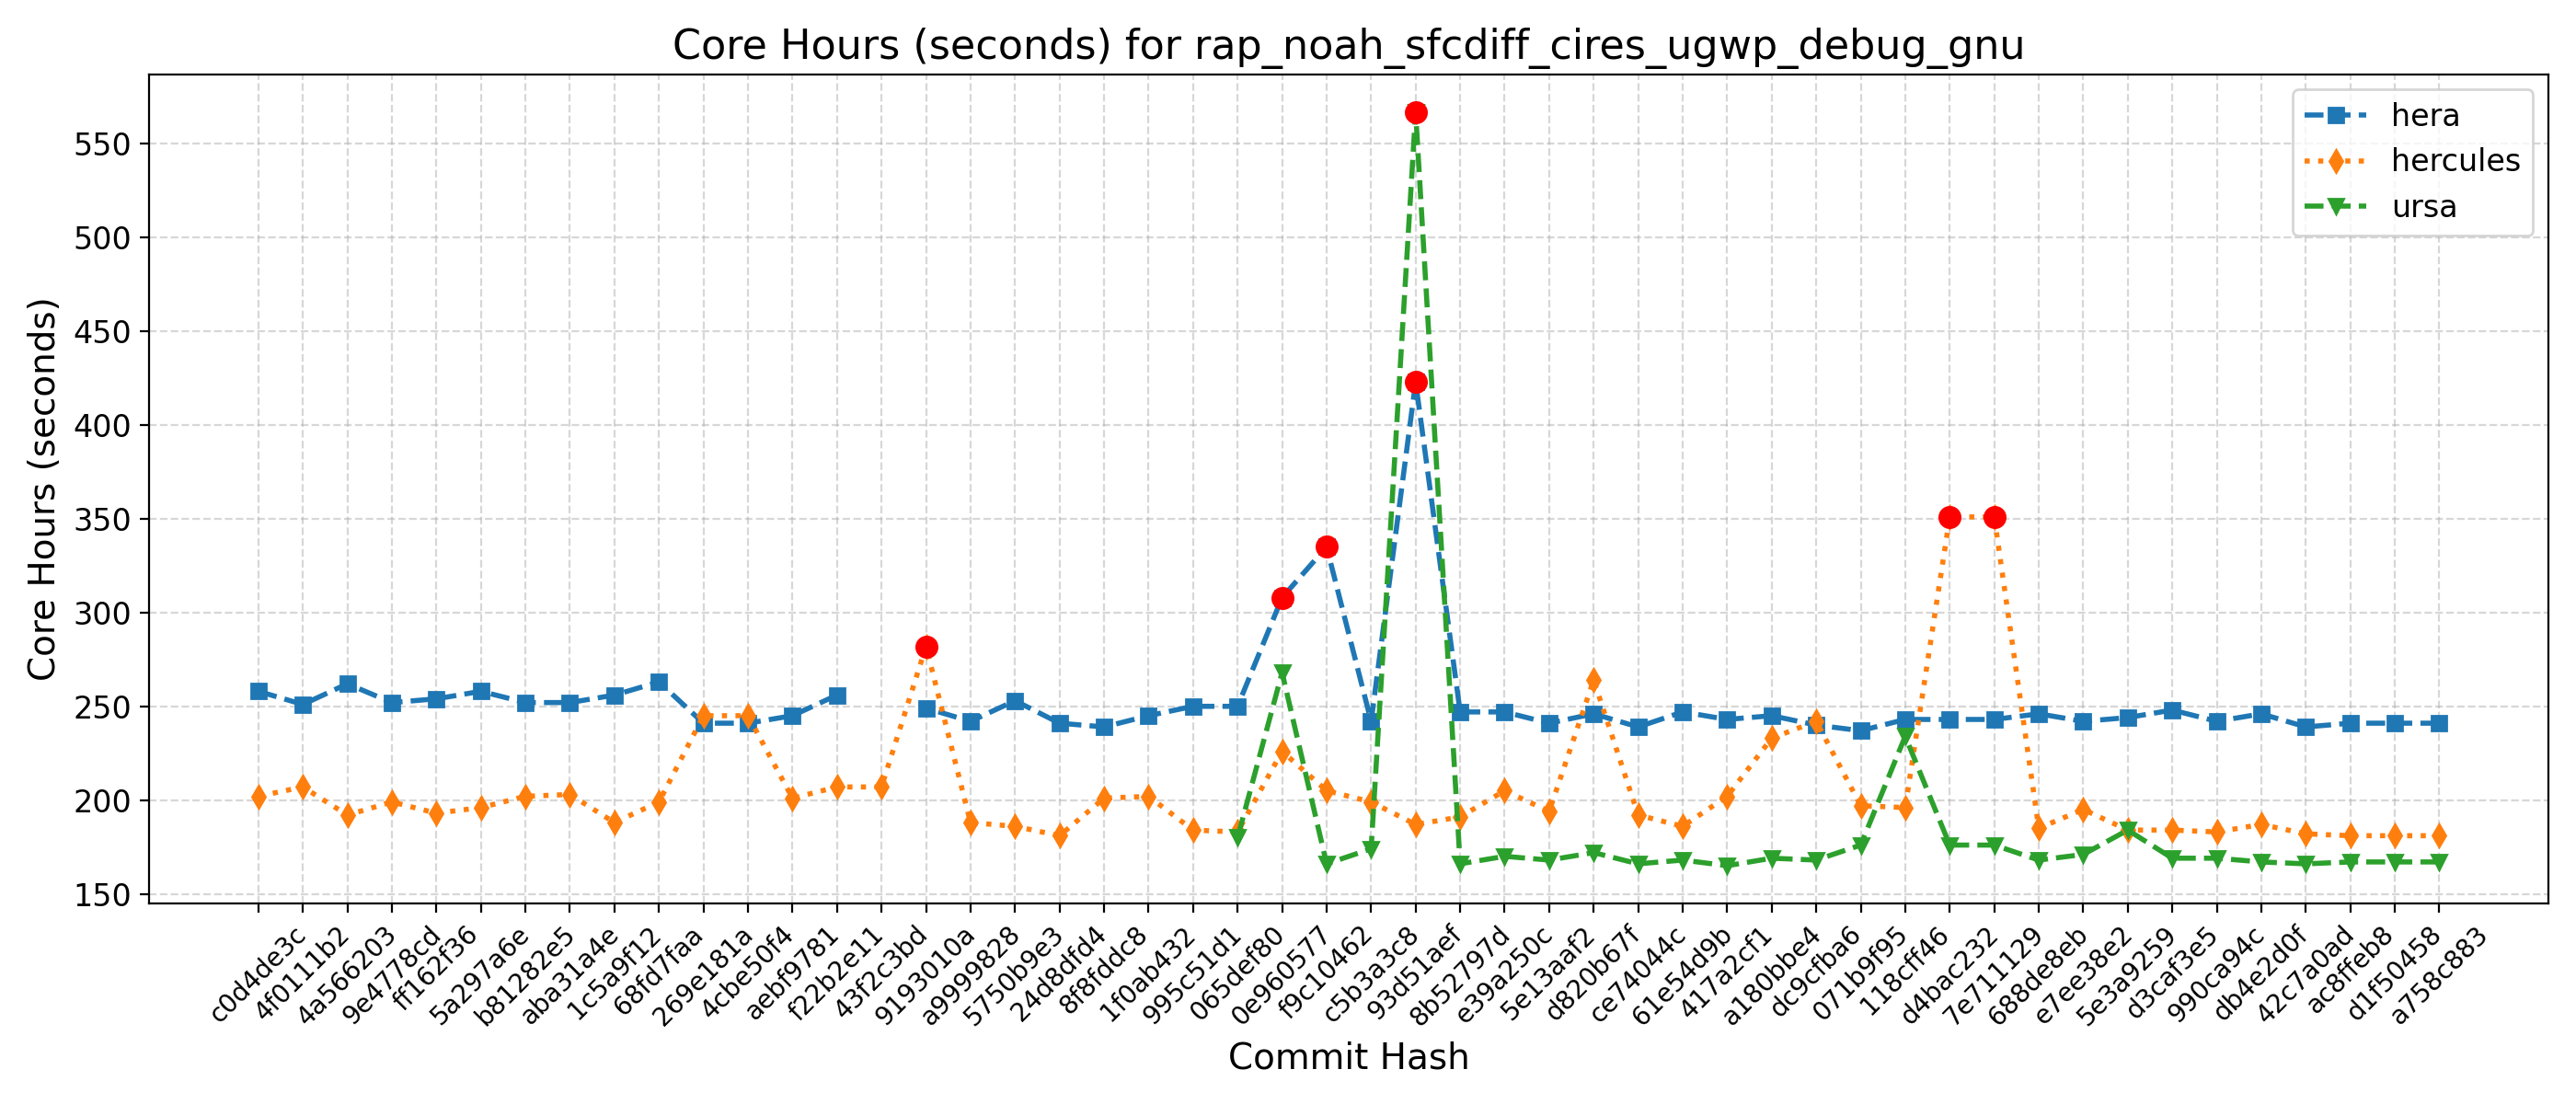 Core Hours (seconds) for rap_noah_sfcdiff_cires_ugwp_debug_gnu
hera
hercules
ursa
Core Hours (seconds)
550
500
450
400
350
300
250
200
150
c0d4de3c
4f0111b2
4a566203
9e4778cd
ff162f36
5a297a6e
b81282e5
aba31a4e
1c5a9f12
68fd7faa
269e181a
4cbe50f4
aebf9781
f22b2e11
43f2c3bd
9193010a
a9999828
5750b9e3
24d8dfd4
8f8fddc8
1f0ab432
995c51d1
065def80
0e960577
f9c10462
c5b3a3c8
93d51aef
8b52797d
e39a250c
5e13aaf2
d820b67f
ce74044c
61e54d9b
417a2cf1
a180bbe4
dc9cfba6
071b9f95
118cff46
d4bac232
7e711129
688de8eb
e7ee38e2
5e3a9259
d3caf3e5
990ca94c
db4e2d0f
42c7a0ad
ac8ffeb8
d1f50458
a758c883
Commit Hash